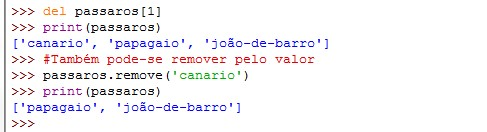 >>> del passaros[1]
>>> print(passaros)
['canario', 'papagaio', 'joão-de-barro']
>>> #Também pode-se remover pelo valor
>>> passaros.remove('canario')
>>> print(passaros)
['papagaio', 'joão-de-barro']
>>>